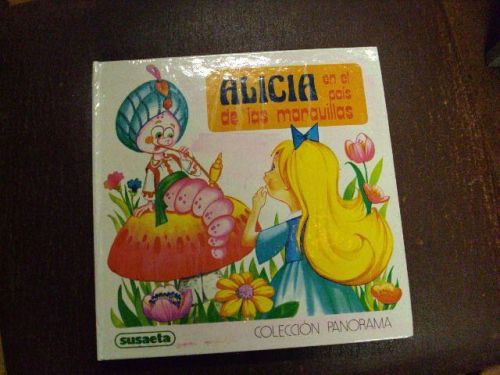 ALICIA en el
país
de las maravillas
COLECCIÓN PANORAMA
susaeta